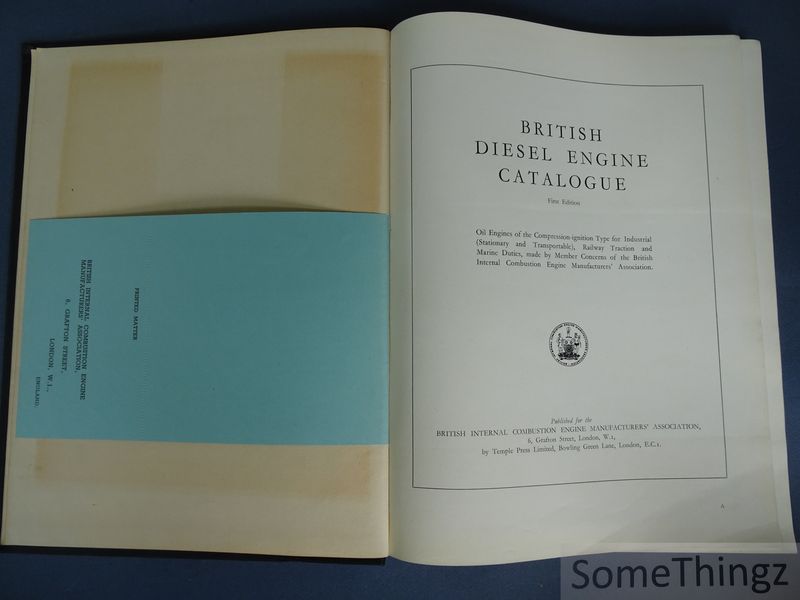 PRINTED MATTER
BRITISH INTERNAL COMBUSTION ENGINE
MANUFACTURERS' ASSOCIATION,
6, GRAFTON STREET,
LONDON, W.1.,
ENGLAND.
BRITISH
DIESEL ENGINE
CATALOGUE
First Edition
Oil Engines of the Compression-ignition Type for Industrial
(Stationary and Transportable), Railway Traction and
Marine Duties, made by Member Concerns of the British
Internal Combustion Engine Manufacturers' Association.
Published for the
BRITISH INTERNAL COMBUSTION ENGINE MANUFACTURERS' ASSOCIATION,
6, Grafton Street, London, W.1,
by Temple Press Limited, Bowling Green Lane, London, E.C.1.
A
SomeThingz